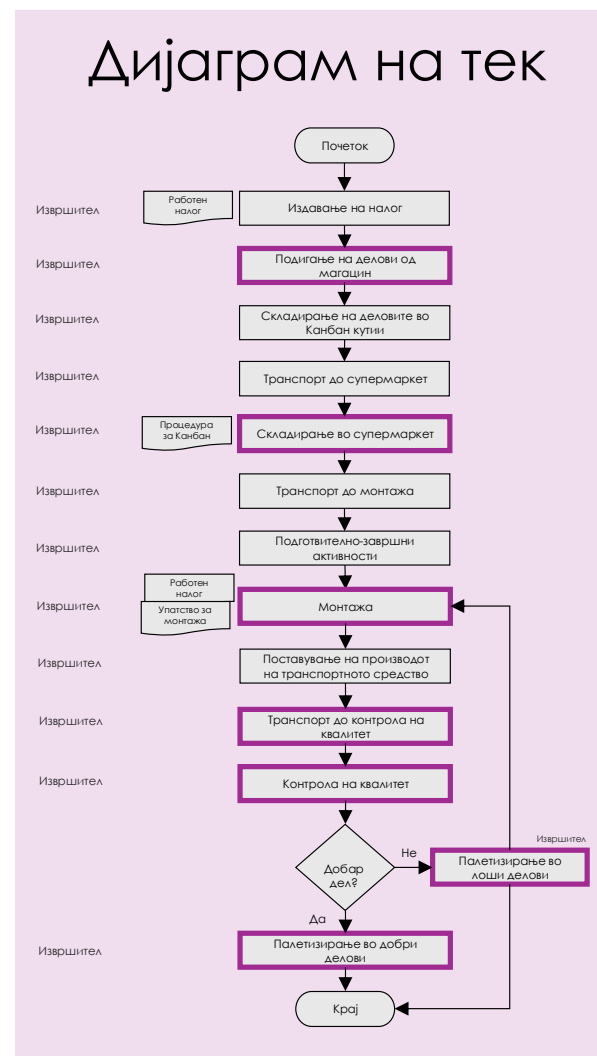 Дијаграм на тек
Почеток
Извршител
Работен
налог
Издавање на налог
Извршител
Подигање на делови од
магацин
Извршител
Складирање на деловите во
Канбан кутии
Извршител
Транспорт до супермаркет
Извршител
Процедура
за Канбан
Складирање во супермаркет
Извршител
Транспорт до монтажа
Извршител
Подготвително-завршни
активности
Извршител
Работен
налог
Упатство за
монтажа
Монтажа
Извршител
Поставување на производот
на транспортното средство
Извршител
Транспорт до контрола на
квалитет
Извршител
Контрола на квалитет
Добар
дел?
Не
Извршител
Палетизирање во
лоши делови
Да
Извршител
Палетизирање во добри
делови
Крај